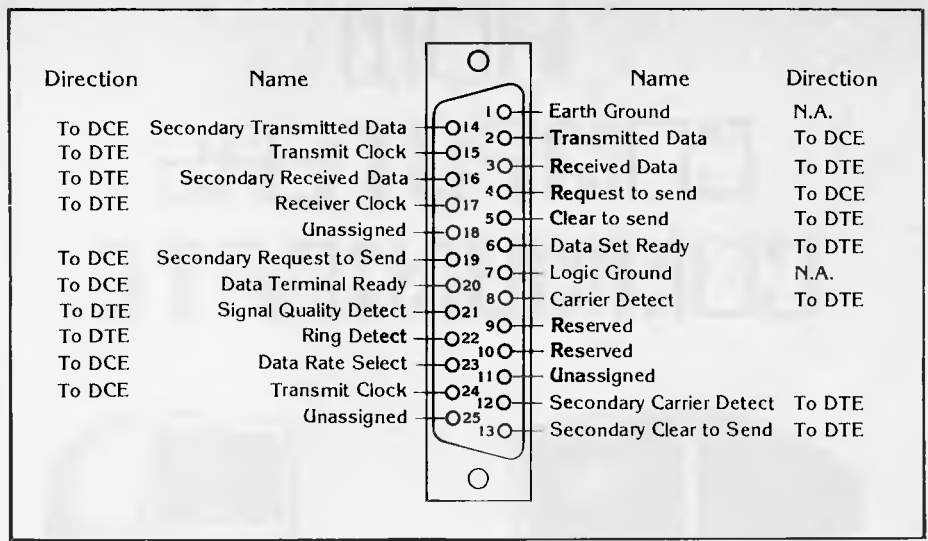 Direction Name
To DCE Secondary Transmitted Data 14
To DTE Transmit Clock 15
To DTE Secondary Received Data 16
To DTE Receiver Clock 17
Unassigned 18
To DCE Secondary Request to Send 19
To DCE Data Terminal Ready 20
To DTE Signal Quality Detect 21
To DTE Ring Detect 22
To DCE Data Rate Select 23
To DCE Transmit Clock 24
Unassigned 25
Name Direction
1 Earth Ground N.A.
2 Transmitted Data To DCE
3 Received Data To DTE
4 Request to send To DCE
5 Clear to send To DTE
6 Data Set Ready To DTE
7 Logic Ground N.A.
8 Carrier Detect To DTE
9 Reserved
10 Reserved
11 Unassigned
12 Secondary Carrier Detect To DTE
13 Secondary Clear to Send To DTE